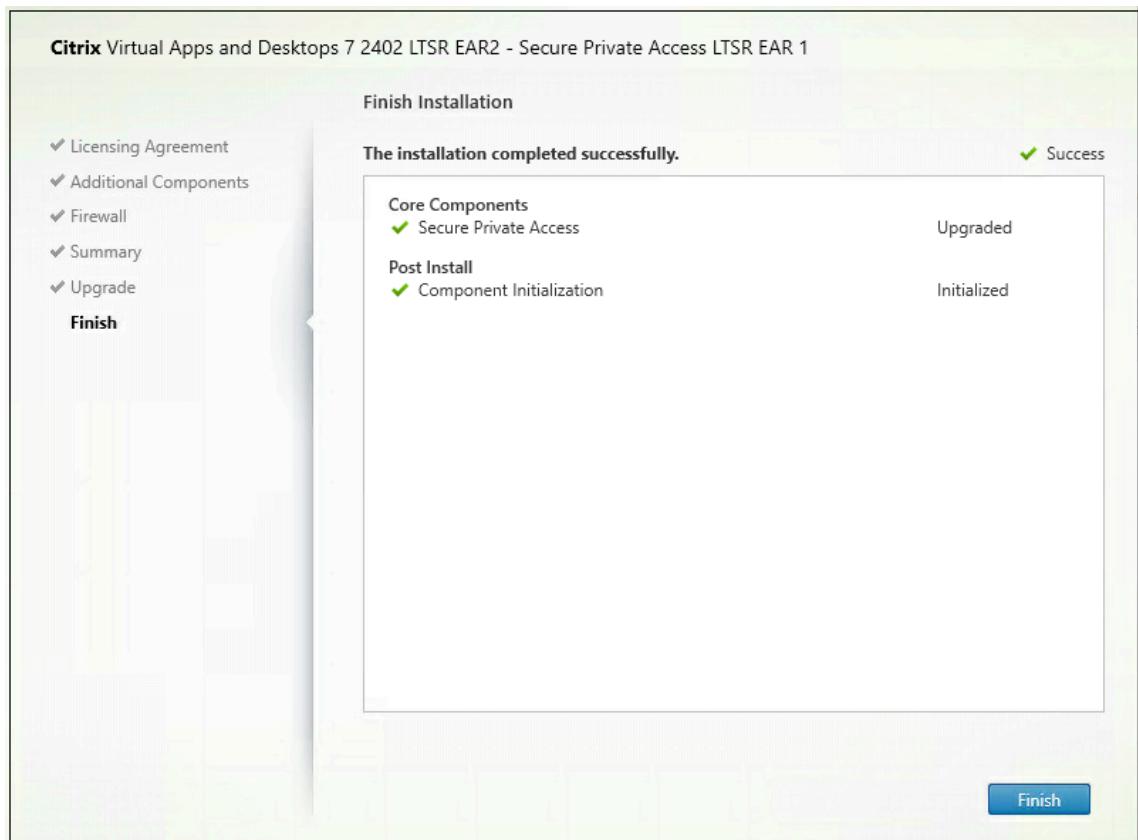 Citrix Virtual Apps and Desktops 7 2402 LTSR EAR2 - Secure Private Access LTSR EAR 1
Finish Installation
Licensing Agreement
Additional Components
Firewall
Summary
Upgrade
Finish
The installation completed successfully.
Success
Core Components
Secure Private Access Upgraded
Post Install
Component Initialization Initialized
Finish